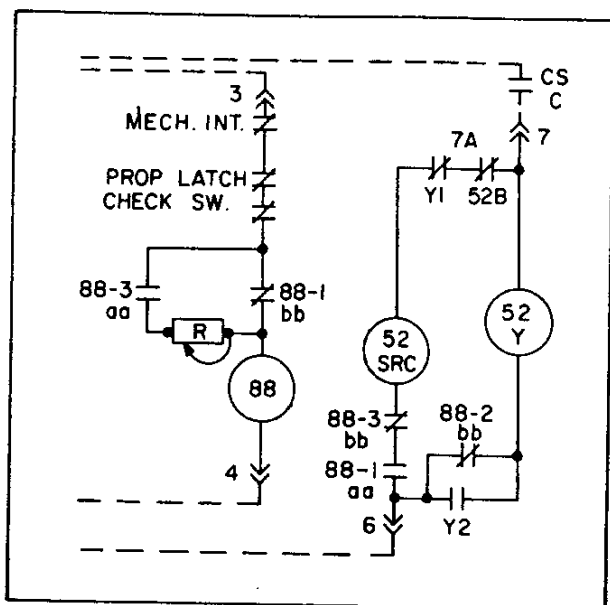 3
MECH. INT.
PROP LATCH
CHECK SW.
88-3
aa
R
88-1
bb
88
4
CS
C
7
7A
Y1
52B
52
SRC
52
Y
88-3
bb
88-1
aa
88-2
bb
Y2
6